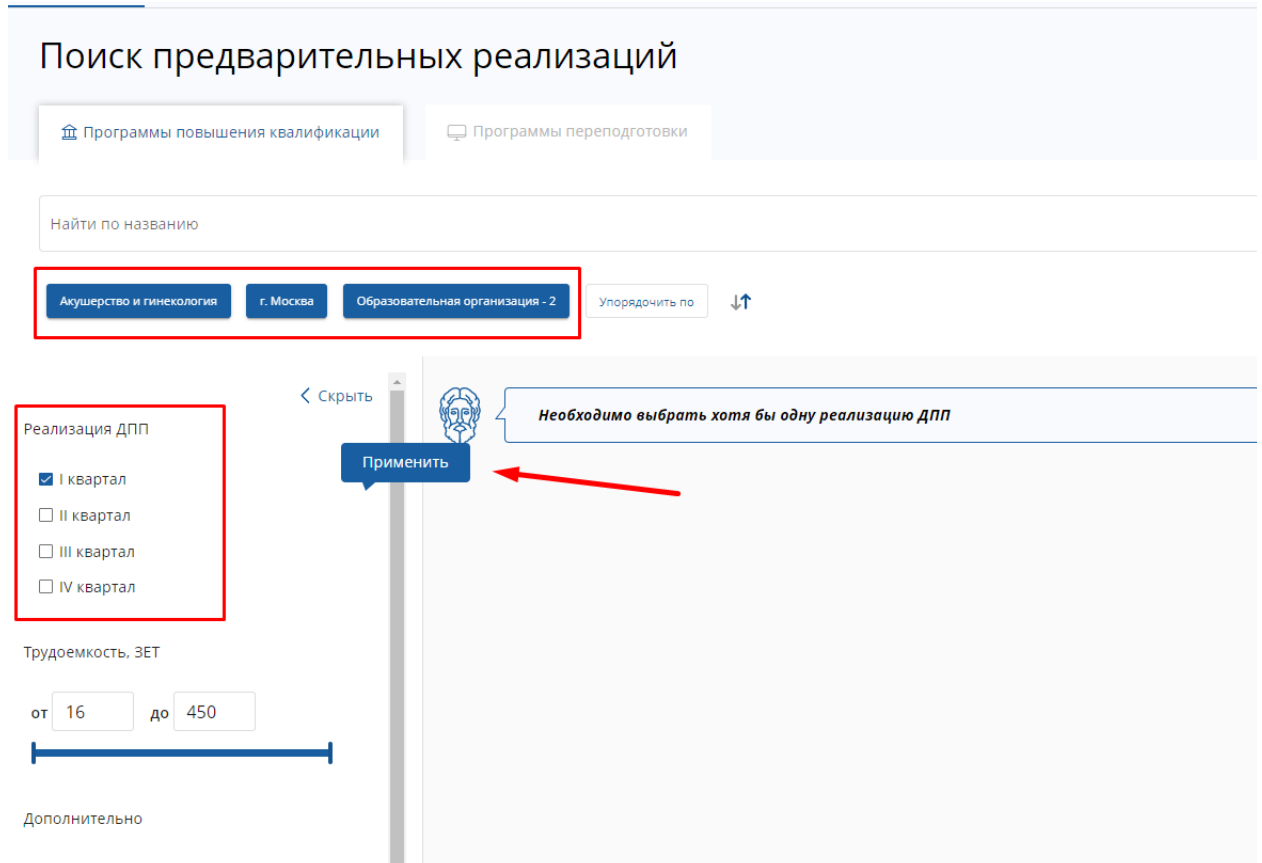 Поиск предварительных реализаций
Программы повышения квалификации
Программы переподготовки
Найти по названию
Акушерство и гинекология г. Москва Образовательная организация - 2 Упорядочить по
Скрыть
Необходимо выбрать хотя бы одну реализацию ДПП
Реализация ДПП
Применить
I квартал
II квартал
III квартал
IV квартал
Трудоемкость, ЗЕТ
от 16 до 450
Дополнительно